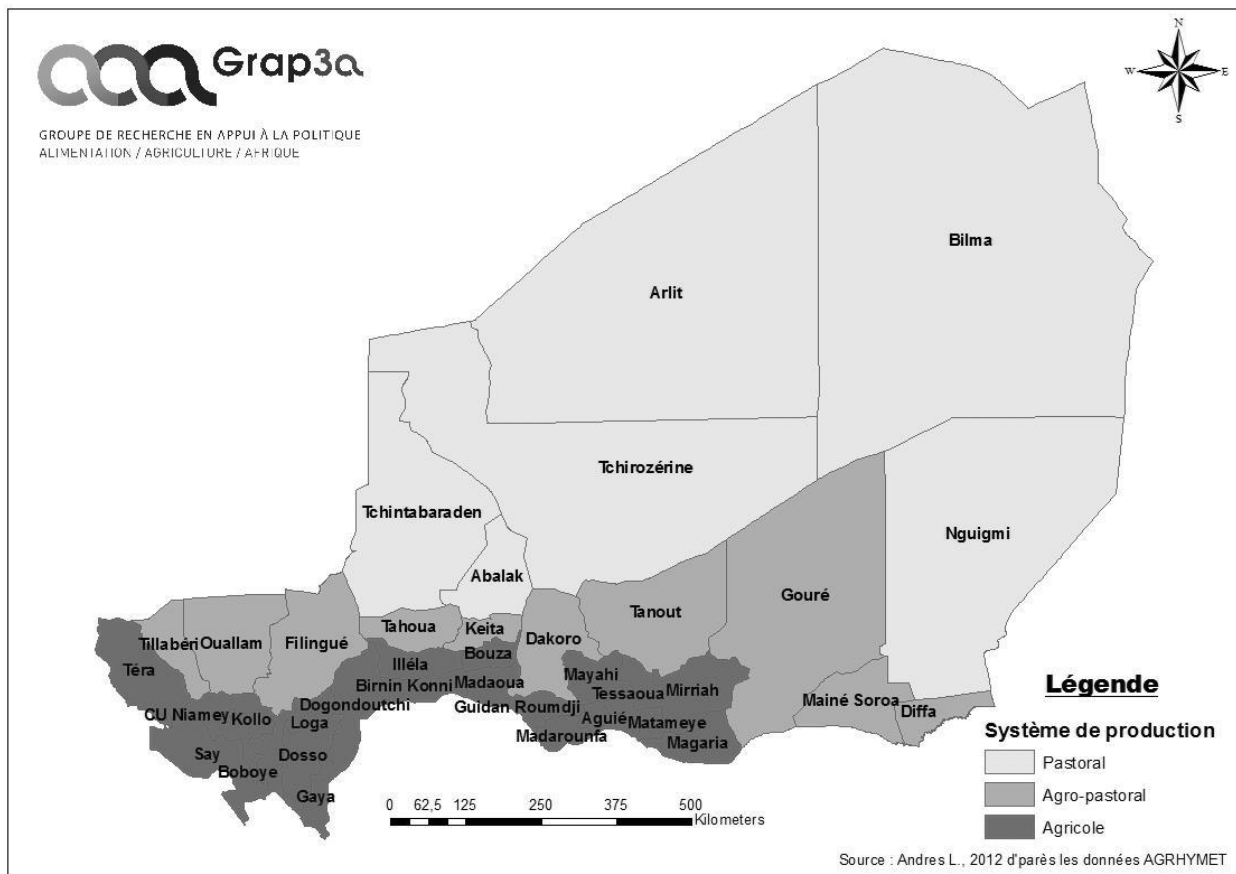 Grap3a
GROUPE DE RECHERCHE EN APPUI À LA POLITIQUE
ALIMENTATION / AGRICULTURE / AFRIQUE
N
W
E
S
Bilma
Arlit
Tchirozérine
Tchintabaraden
Nguigmi
Abalak
Gouré
Tanout
Tahoua
Keita
Dakoro
Tillabéri
Ouallam
Filingué
Téra
Illéla
Bouza
Mayahi
Birnin Konni
Madaoua
Tessaoua
Mirriah
Mainé Soroa
Diffa
Dogondoutchi
Guidan Roumdji
CU Niamey
Kollo
Loga
Aguié
Matameye
Madarounfa
Magaria
Say
Dosso
Boboye
Gaya
Légende
Système de production
Pastoral
Agro-pastoral
Agricole
0 62,5 125 250 375 500
Kilometers
Source : Andres L., 2012 d'parès les données AGRHYMET